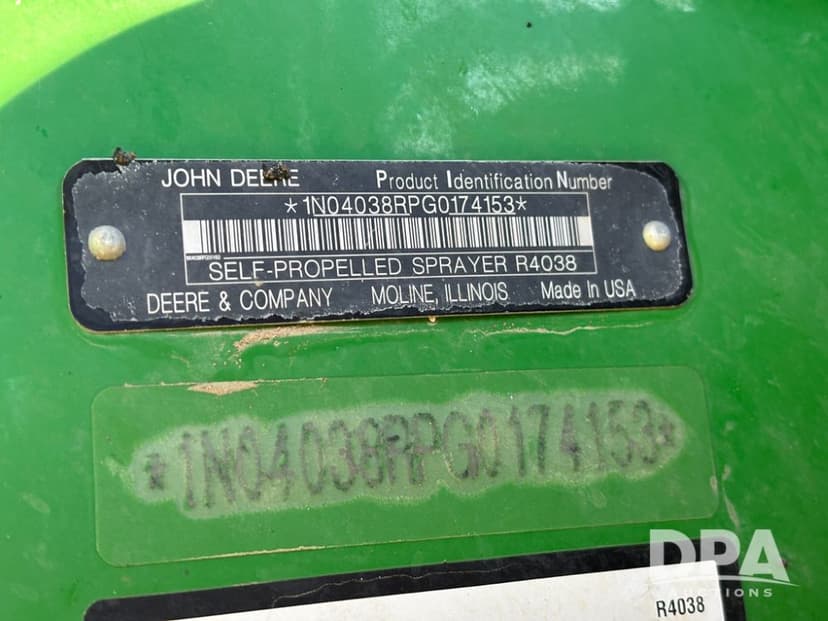 JOHN DEERE Product Identification Number
*1N04038RPG0174153*
SELF-PROPELLED SPRAYER R4038
DEERE & COMPANY MOLINE, ILLINOIS Made In USA
*1N04038RPG0174153*
DPA
R4038